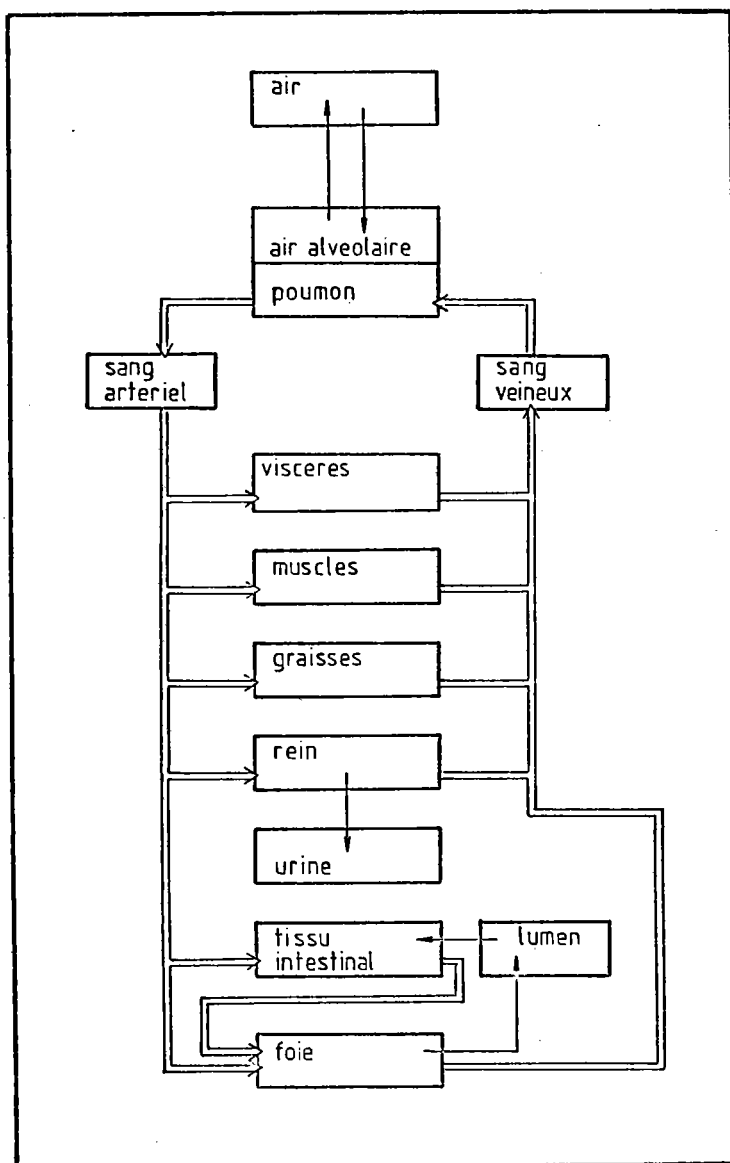 air
air alveolaire
poumon
sang
arteriel
sang
veineux
visceres
muscles
graisses
rein
urine
tissu
intestinal
lumen
foie